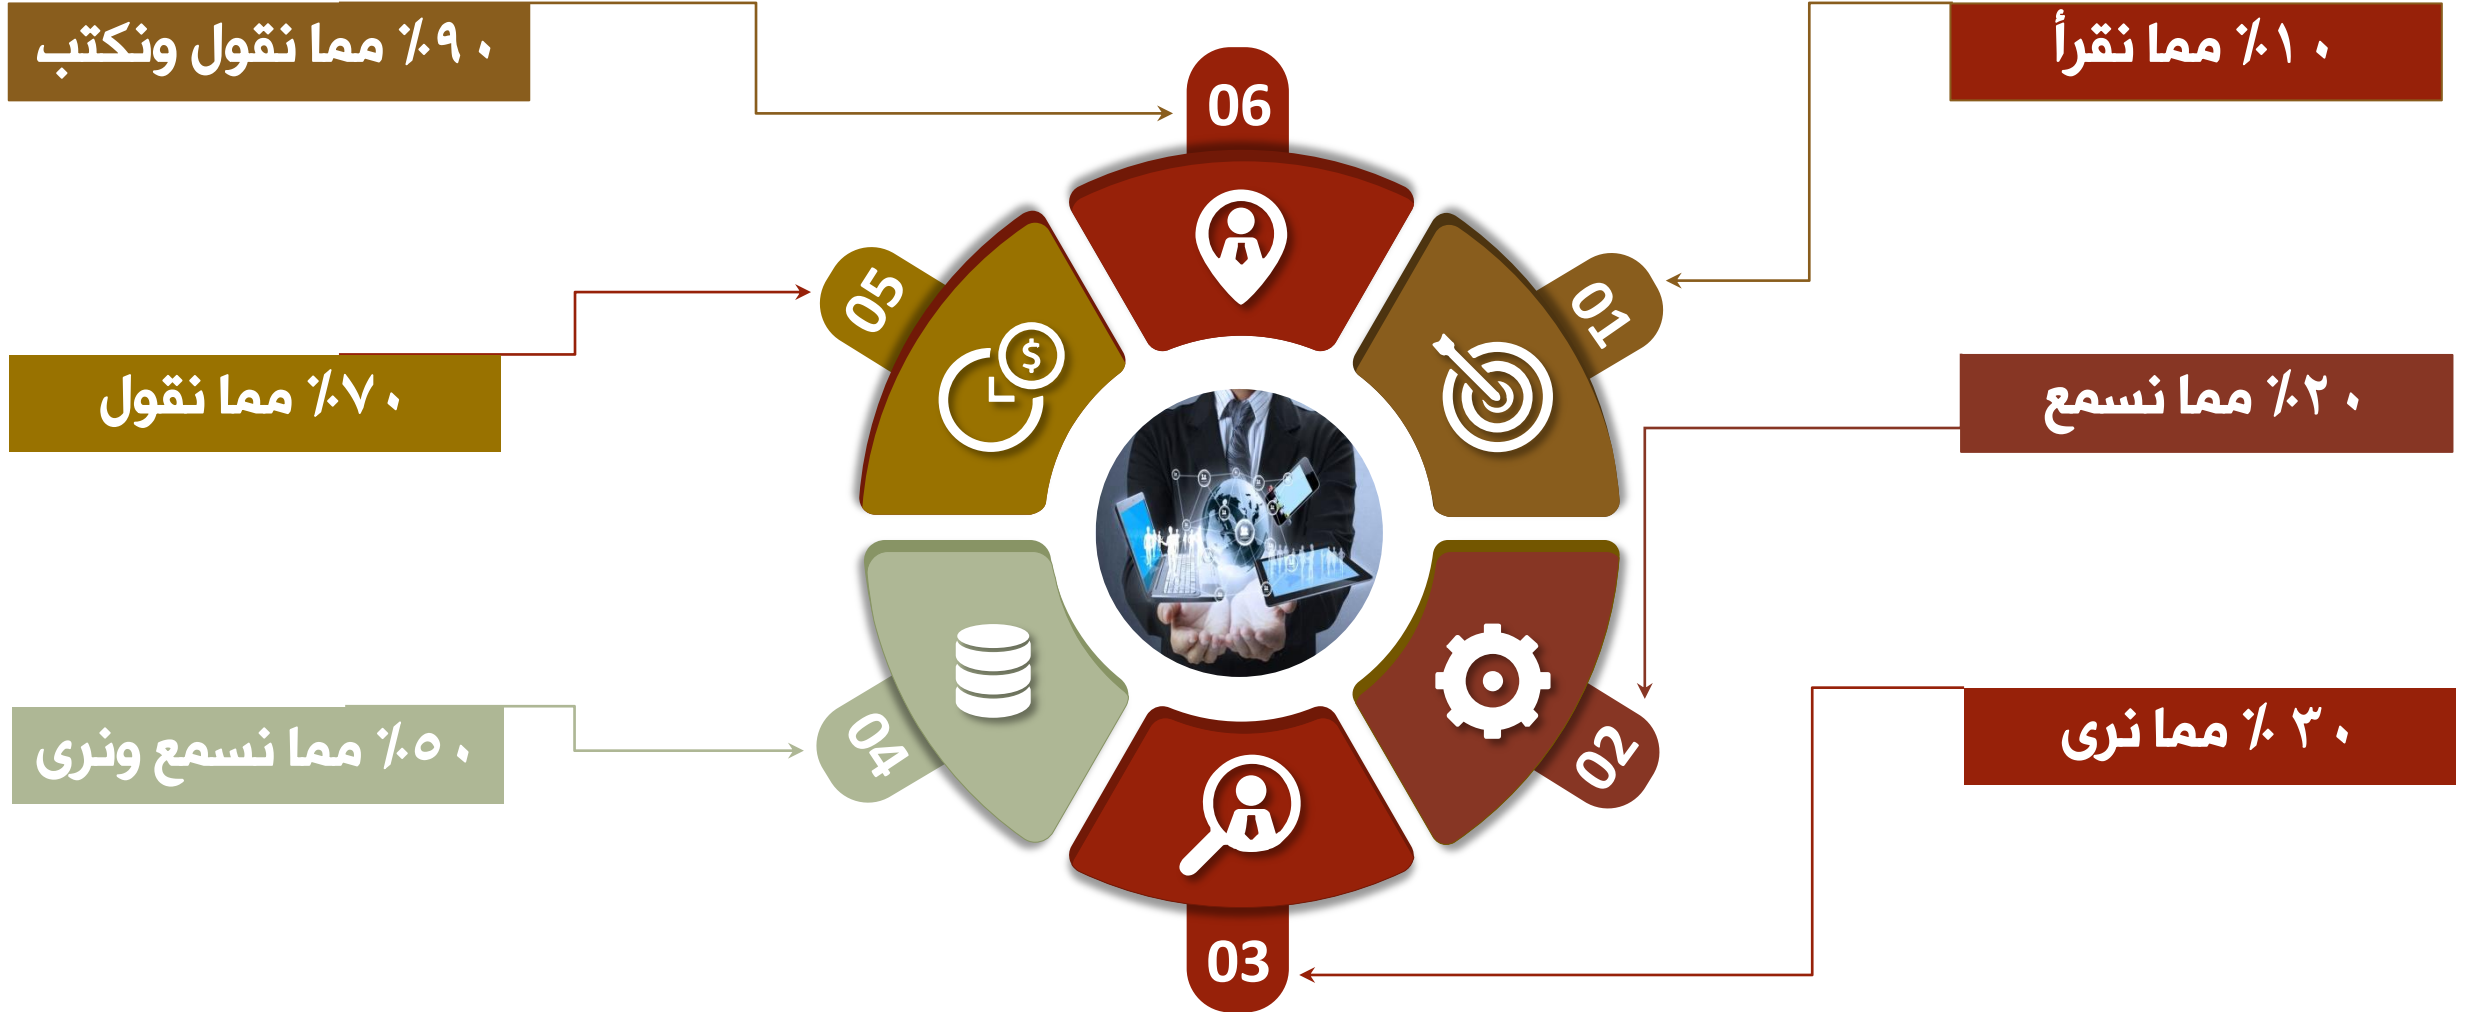 ١٠٪ مما نقرأ
٢٠٪ مما نسمع
٣٠٪ مما نرى
٥٠٪ مما نسمع ونرى
٧٠٪ مما نقول
٩٠٪ مما نقول ونكتب
01
02
03
04
05
06
$